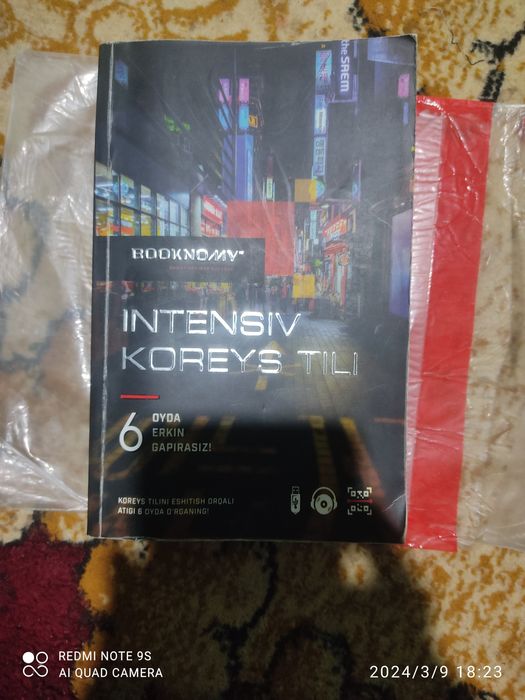 the SAEM
BOOKNOMY
INTENSIV
KOREYS TILI
6 OYDA
ERKIN
GAPIRASIZ!
KOREYS TILINI ESHITISH ORQALI
ATIGI 6 OYDA O'RGANING!
REDMI NOTE 9S
AI QUAD CAMERA
2024/3/9 18:23